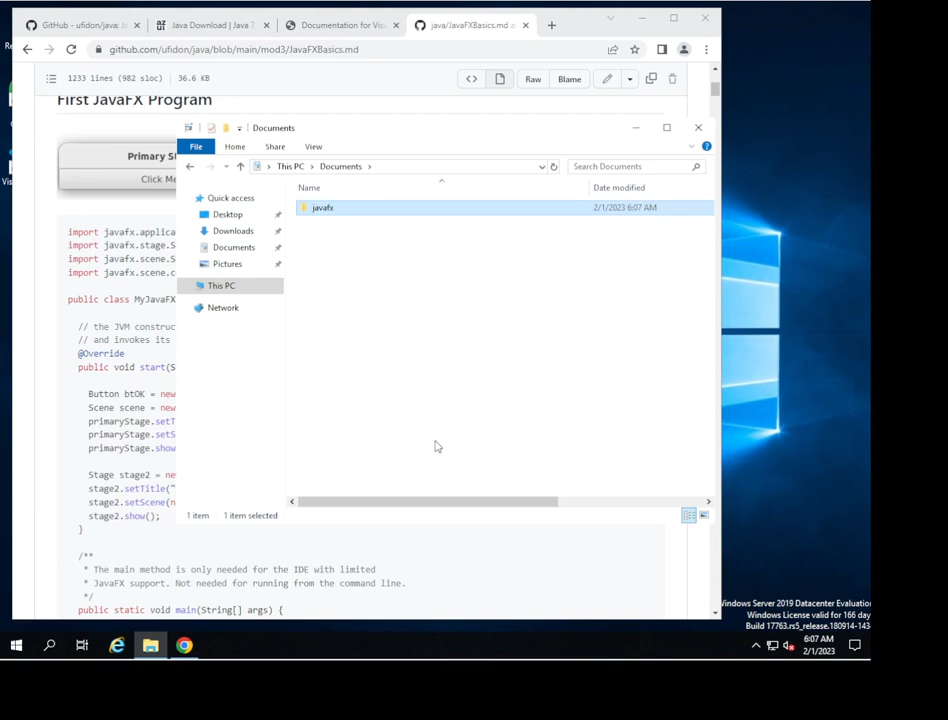 GitHub - ufidon/java: J
Java Download | Java 7
Documentation for Visu
java/JavaFXBasics.md a
github.com/ufidon/java/blob/main/mod3/JavaFXBasics.md
1233 lines (982 sloc) 36.6 KB
Raw
Blame
First JavaFX Program
Primary St
Click Me
Documents
File Home Share View
This PC > Documents >
Search Documents
Name
Date modified
javafx
2/1/2023 6:07 AM
Quick access
Desktop
Downloads
Documents
Pictures
This PC
Network
1 item 1 item selected
import javafx.applica
import javafx.stage.S
import javafx.scene.S
import javafx.scene.c
public class MyJavaFX
// the JVM construc
// and invokes its
@Override
public void start(S
Button btOK = new
Scene scene = new
primaryStage.setT
primaryStage.setS
primaryStage.show
Stage stage2 = ne
stage2.setTitle("
stage2.setScene(n
stage2.show();
}
/**
* The main method is only needed for the IDE with limited
* JavaFX support. Not needed for running from the command line.
*/
public static void main(String[] args) {
Windows Server 2019 Datacenter Evaluation
Windows License valid for 166 day
Build 17763.rs5_release.180914-143
6:07 AM
2/1/2023